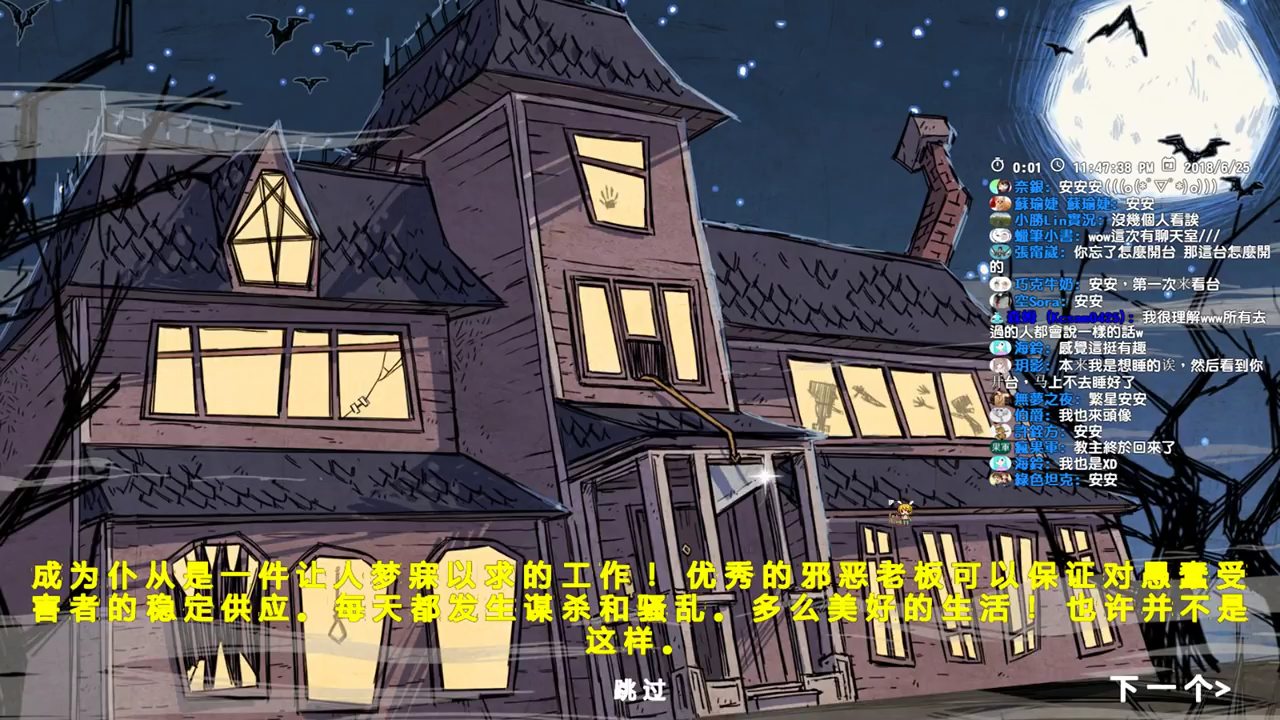 0:01 11:47:38 PM 2018/6/25
奈銀: 安安安(((o(*ﾟ▽ﾟ*)o)))
蘇瑜婕 蘇瑜婕: 安安
小勝Lin實況: 沒幾個人看誒
蠟筆小書: wow這次有聊天室///
張甯崴: 你忘了怎麼開台 那這台怎麼開
的
巧克牛奶: 安安，第一次来看台
空Sora: 安安
我很理解www所有去
過的人都會說一樣的話w
海鈴: 感覺這挺有趣
玥影: 本来我是想睡的诶，然后看到你
开台，马上不去睡好了
無夢之夜: 繁星安安
伯爵: 我也來頭像
許銓方: 安安
瘋果軍: 教主終於回來了
海鈴: 我也是XD
綠色坦克: 安安
成为仆从是一件让人梦寐以求的工作！优秀的邪恶老板可以保证对愚蠢受
害者的稳定供应。每天都发生谋杀和骚乱。多么美好的生活！也许并不是
这样。
跳过
下一个>